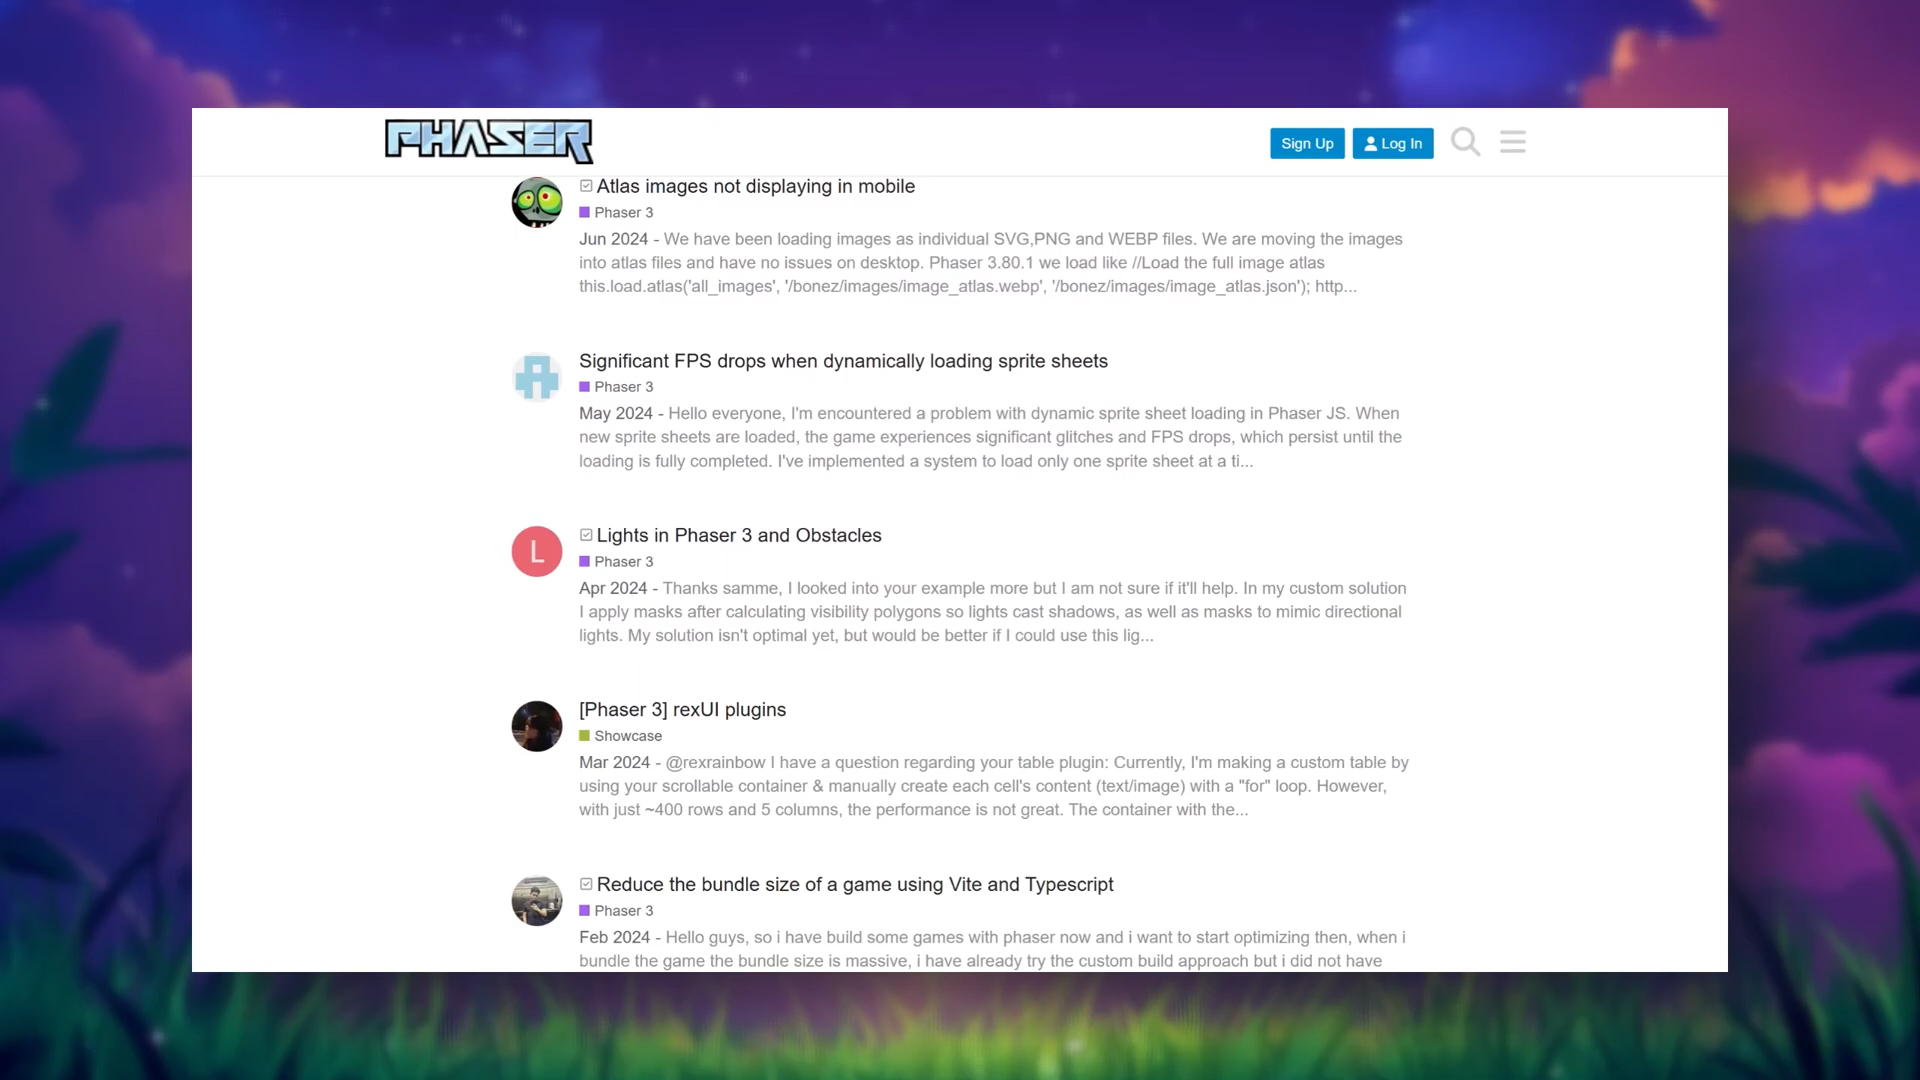 PHASER
Sign Up
Log In
Atlas images not displaying in mobile
Phaser 3
Jun 2024 - We have been loading images as individual SVG,PNG and WEBP files. We are moving the images
into atlas files and have no issues on desktop. Phaser 3.80.1 we load like //Load the full image atlas
this.load.atlas('all_images', '/bonez/images/image_atlas.webp', '/bonez/images/image_atlas.json'); http...
Significant FPS drops when dynamically loading sprite sheets
Phaser 3
May 2024 - Hello everyone, I'm encountered a problem with dynamic sprite sheet loading in Phaser JS. When
new sprite sheets are loaded, the game experiences significant glitches and FPS drops, which persist until the
loading is fully completed. I've implemented a system to load only one sprite sheet at a ti...
L
Lights in Phaser 3 and Obstacles
Phaser 3
Apr 2024 - Thanks samme, I looked into your example more but I am not sure if it'll help. In my custom solution
I apply masks after calculating visibility polygons so lights cast shadows, as well as masks to mimic directional
lights. My solution isn't optimal yet, but would be better if I could use this lig...
[Phaser 3] rexUI plugins
Showcase
Mar 2024 - @rexrainbow I have a question regarding your table plugin: Currently, I'm making a custom table by
using your scrollable container & manually create each cell's content (text/image) with a "for" loop. However,
with just ~400 rows and 5 columns, the performance is not great. The container with the...
Reduce the bundle size of a game using Vite and Typescript
Phaser 3
Feb 2024 - Hello guys, so i have build some games with phaser now and i want to start optimizing then, when i
bundle the game the bundle size is massive, i have already try the custom build approach but i did not have